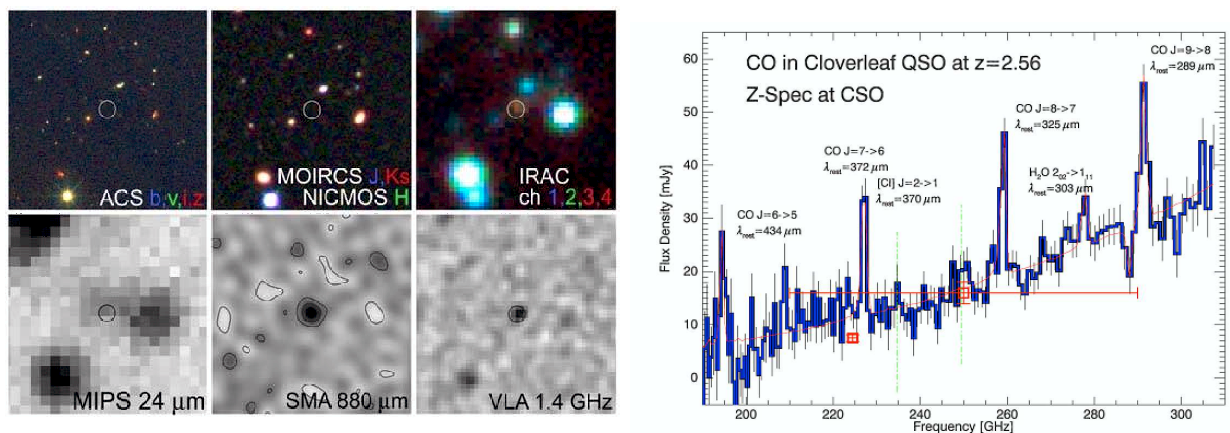 ACS b,v,i,z
MOIRCS J,Ks
NICMOS H
IRAC
ch 1,2,3,4
MIPS 24 μm
SMA 880 μm
VLA 1.4 GHz
CO in Cloverleaf QSO at z=2.56
Z-Spec at CSO
CO J=9->8
λrest=289 μm
CO J=8->7
λrest=325 μm
CO J=7->6
λrest=372 μm
[CI] J=2->1
λrest=370 μm
H₂O 2₀₂->1₁₁
λrest=303 μm
CO J=6->5
λrest=434 μm
Flux Density [mJy]
60
50
40
30
20
10
0
200 220 240 260 280 300
Frequency [GHz]